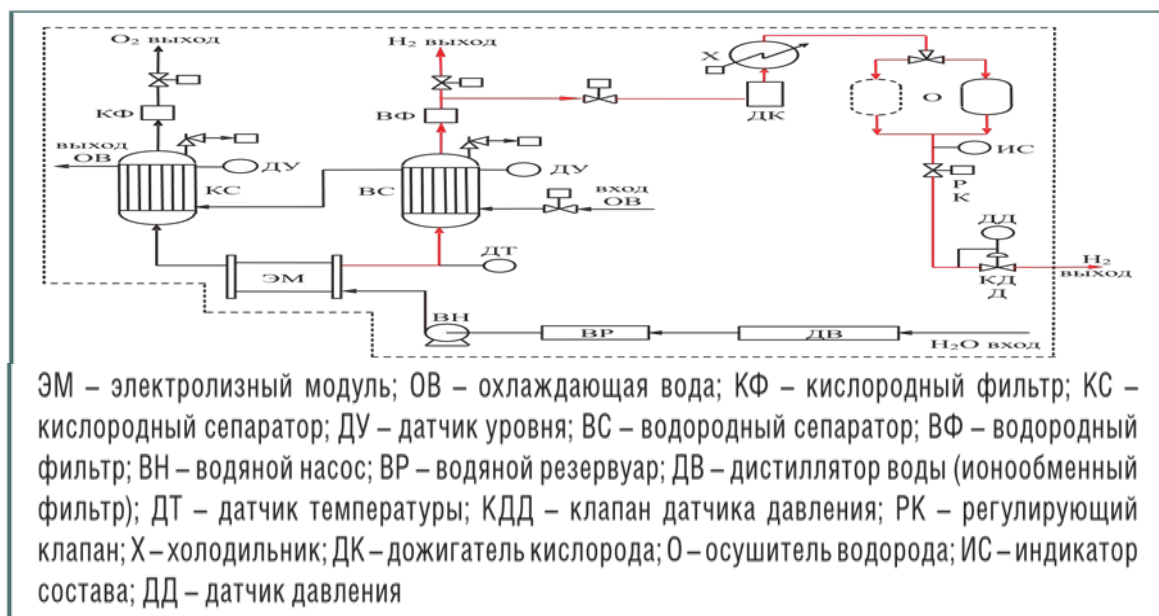 O₂ выход
H₂ выход
Х
КФ
ВФ
ДК
О
ИС
выход
ОВ
ДУ
КС
ДУ
ВС
вход
ОВ
Р
К
ДД
ДТ
ЭМ
H₂
выход
КД
Д
ВН
ВР
ДВ
H₂O вход
ЭМ – электролизный модуль; ОВ – охлаждающая вода; КФ – кислородный фильтр; КС –
кислородный сепаратор; ДУ – датчик уровня; ВС – водородный сепаратор; ВФ – водородный
фильтр; ВН – водяной насос; ВР – водяной резервуар; ДВ – дистиллятор воды (ионообменный
фильтр); ДТ – датчик температуры; КДД – клапан датчика давления; РК – регулирующий
клапан; Х – холодильник; ДК – дожигатель кислорода; О – осушитель водорода; ИС – индикатор
состава; ДД – датчик давления